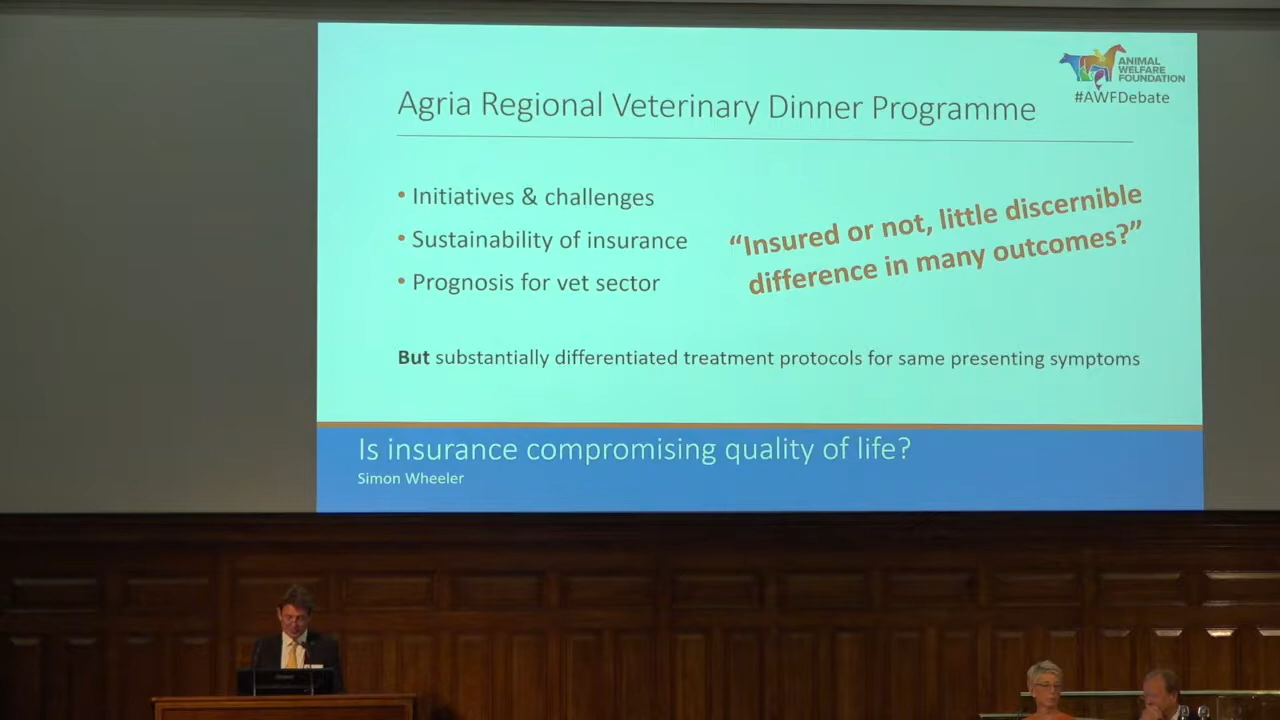 ANIMAL
WELFARE
FOUNDATION
#AWFDebate
Agria Regional Veterinary Dinner Programme
• Initiatives & challenges
• Sustainability of insurance
• Prognosis for vet sector
“Insured or not, little discernible
difference in many outcomes?”
But substantially differentiated treatment protocols for same presenting symptoms
Is insurance compromising quality of life?
Simon Wheeler